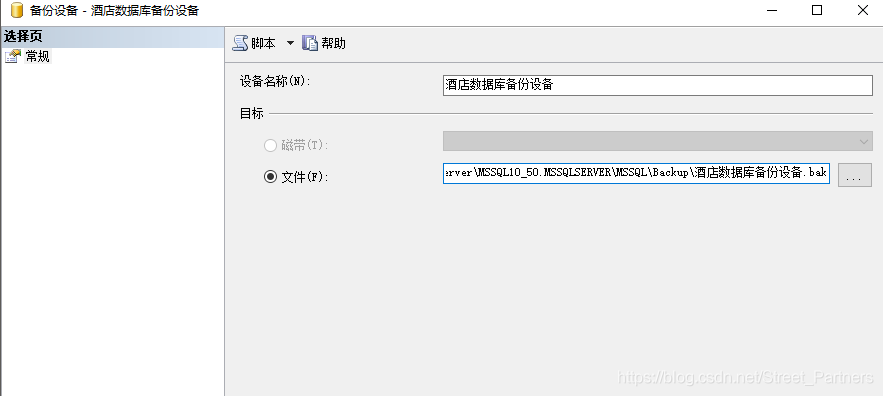 备份设备 - 酒店数据库备份设备
选择页
常规
脚本 帮助
设备名称(N):
酒店数据库备份设备
目标
磁带(T):
文件(F):
erver\MSSQL10_50.MSSQLSERVER\MSSQL\Backup\酒店数据库备份设备.bak
...
https://blog.csdn.net/Street_Partners